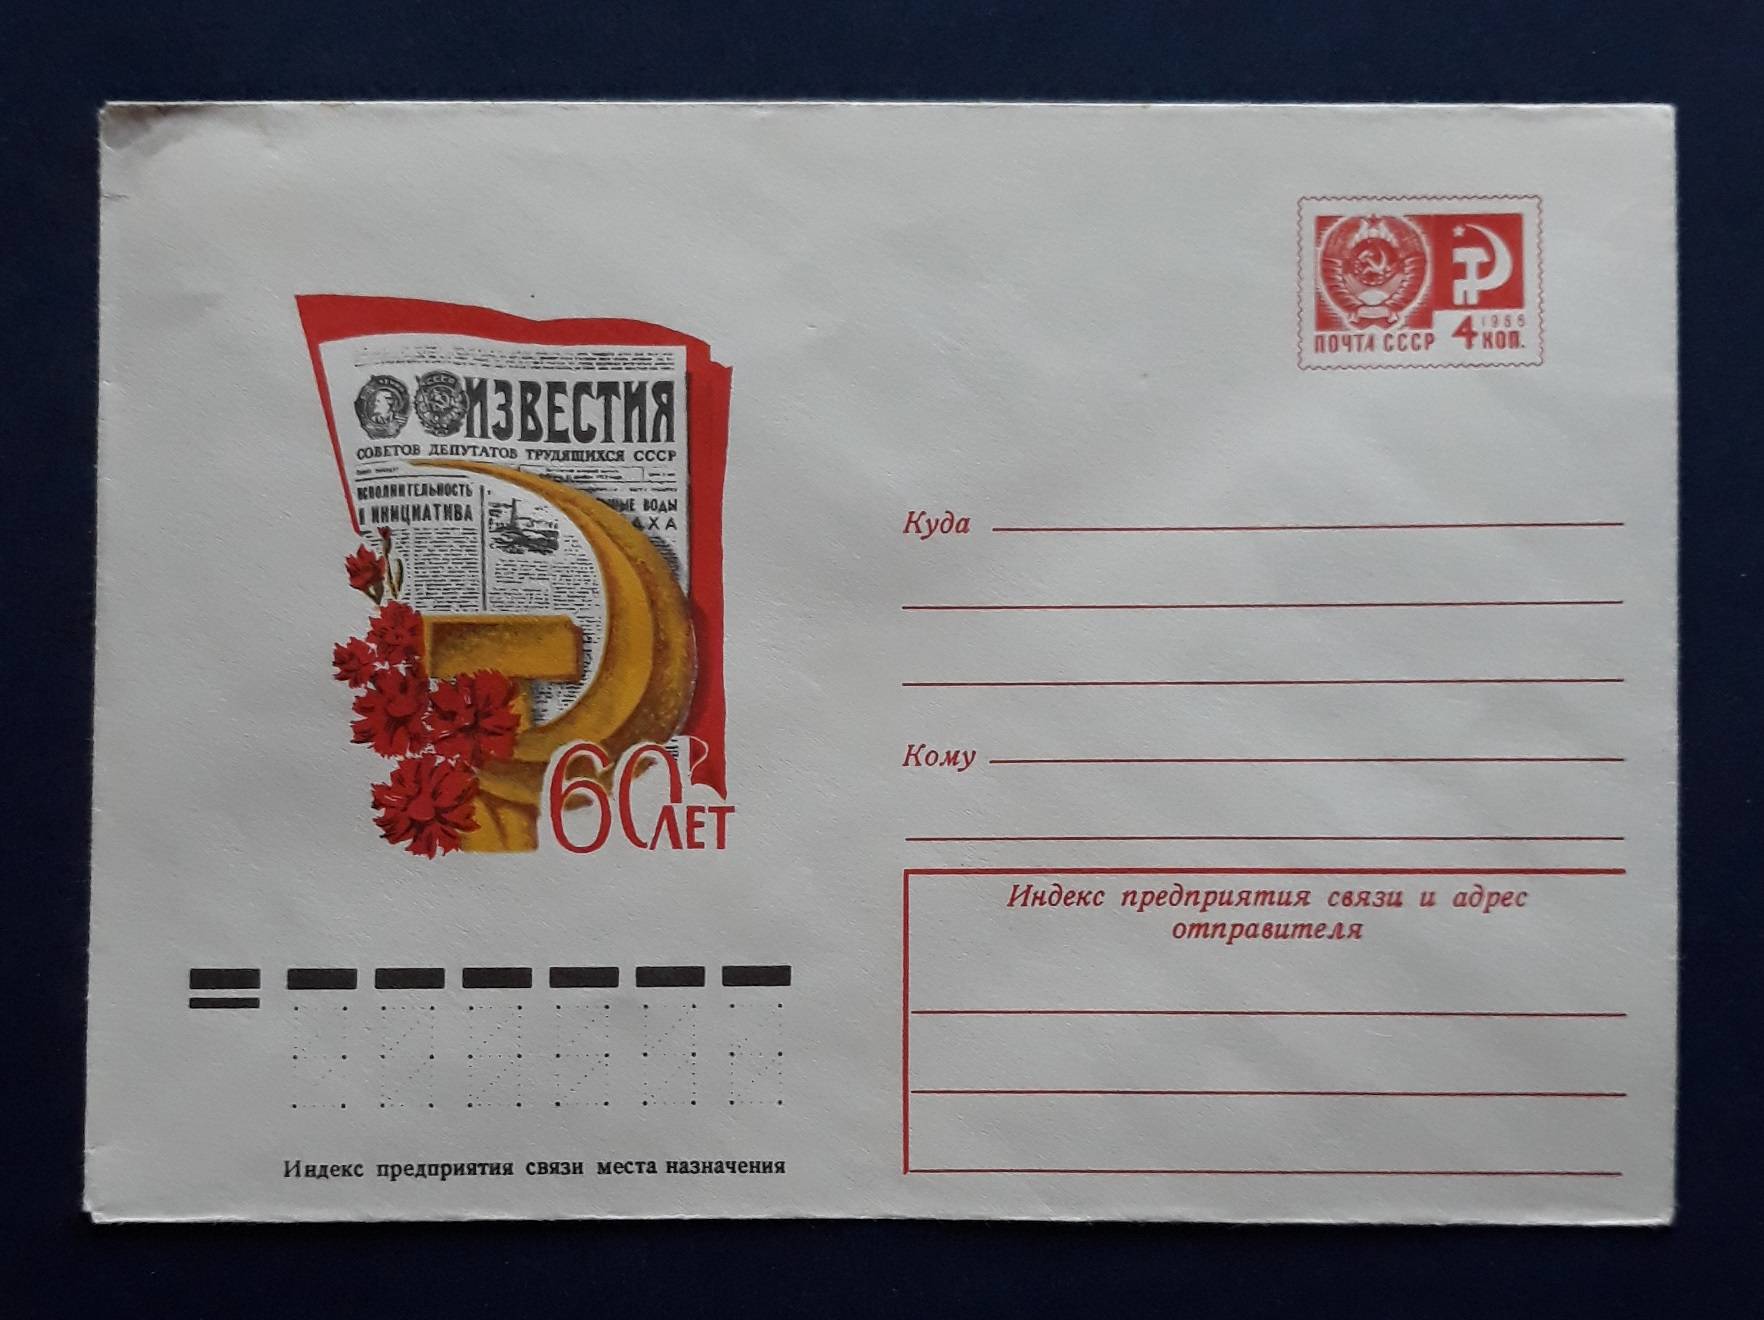 ИЗВЕСТИЯ
СОВЕТОВ ДЕПУТАТОВ ТРУДЯЩИХСЯ СССР
ИСПОЛНИТЕЛЬНОСТЬ
И ИНИЦИАТИВА
ВОДЫ
60 ЛЕТ
1966
ПОЧТА СССР 4 КОП.
Куда
Кому
Индекс предприятия связи и адрес
отправителя
Индекс предприятия связи места назначения